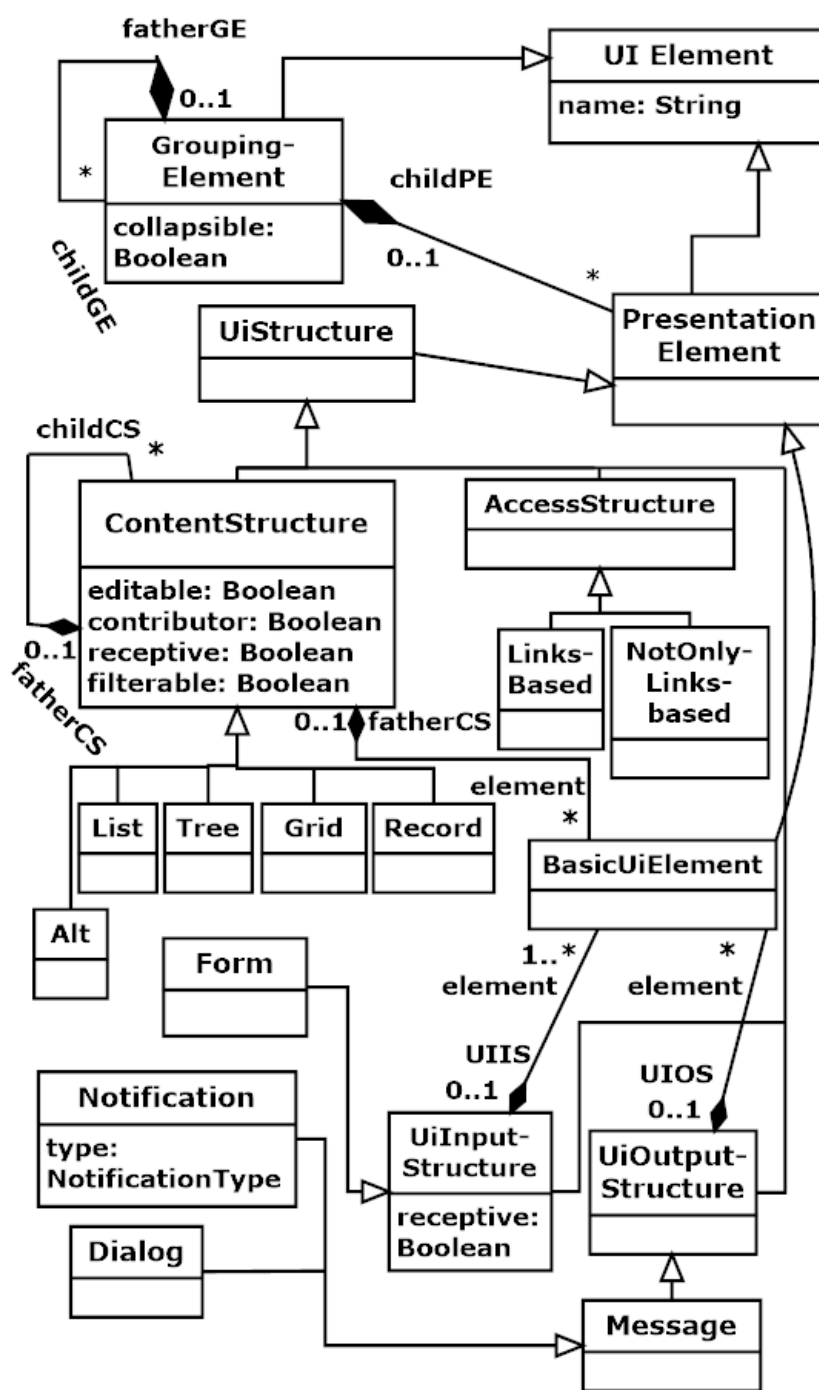 fatherGE
0..1
UI Element
name: String
Grouping-
Element
*
collapsible:
Boolean
childPE
0..1
*
childGE
UiStructure
Presentation
Element
childCS
*
ContentStructure
editable: Boolean
contributor: Boolean
receptive: Boolean
filterable: Boolean
0..1
fatherCS
AccessStructure
Links-
Based
NotOnly-
Links-
based
0..1
fatherCS
element
*
List
Tree
Grid
Record
BasicUiElement
Alt
Form
1..*
element
*
element
UIIS
0..1
UIOS
0..1
Notification
type:
NotificationType
UiInput-
Structure
receptive:
Boolean
UiOutput-
Structure
Dialog
Message